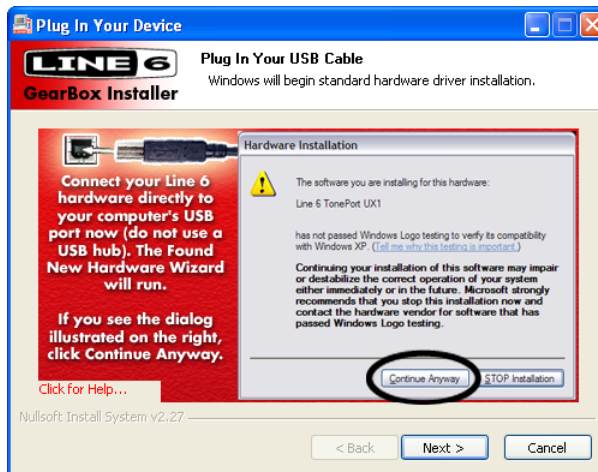 Plug In Your Device
LINE 6
GearBox Installer
Plug In Your USB Cable
Windows will begin standard hardware driver installation.
Connect your Line 6
hardware directly to
your computer's USB
port now (do not use a
USB hub). The Found
New Hardware Wizard
will run.
If you see the dialog
illustrated on the right,
click Continue Anyway.
Click for Help...
Hardware Installation
The software you are installing for this hardware:
Line 6 TonePort UX1
has not passed Windows Logo testing to verify its compatibility
with Windows XP. (Tell me why this testing is important.)
Continuing your installation of this software may impair
or destabilize the correct operation of your system
either immediately or in the future. Microsoft strongly
recommends that you stop this installation now and
contact the hardware vendor for software that has
passed Windows Logo testing.
Continue Anyway
STOP Installation
Nullsoft Install System v2.27
< Back
Next >
Cancel